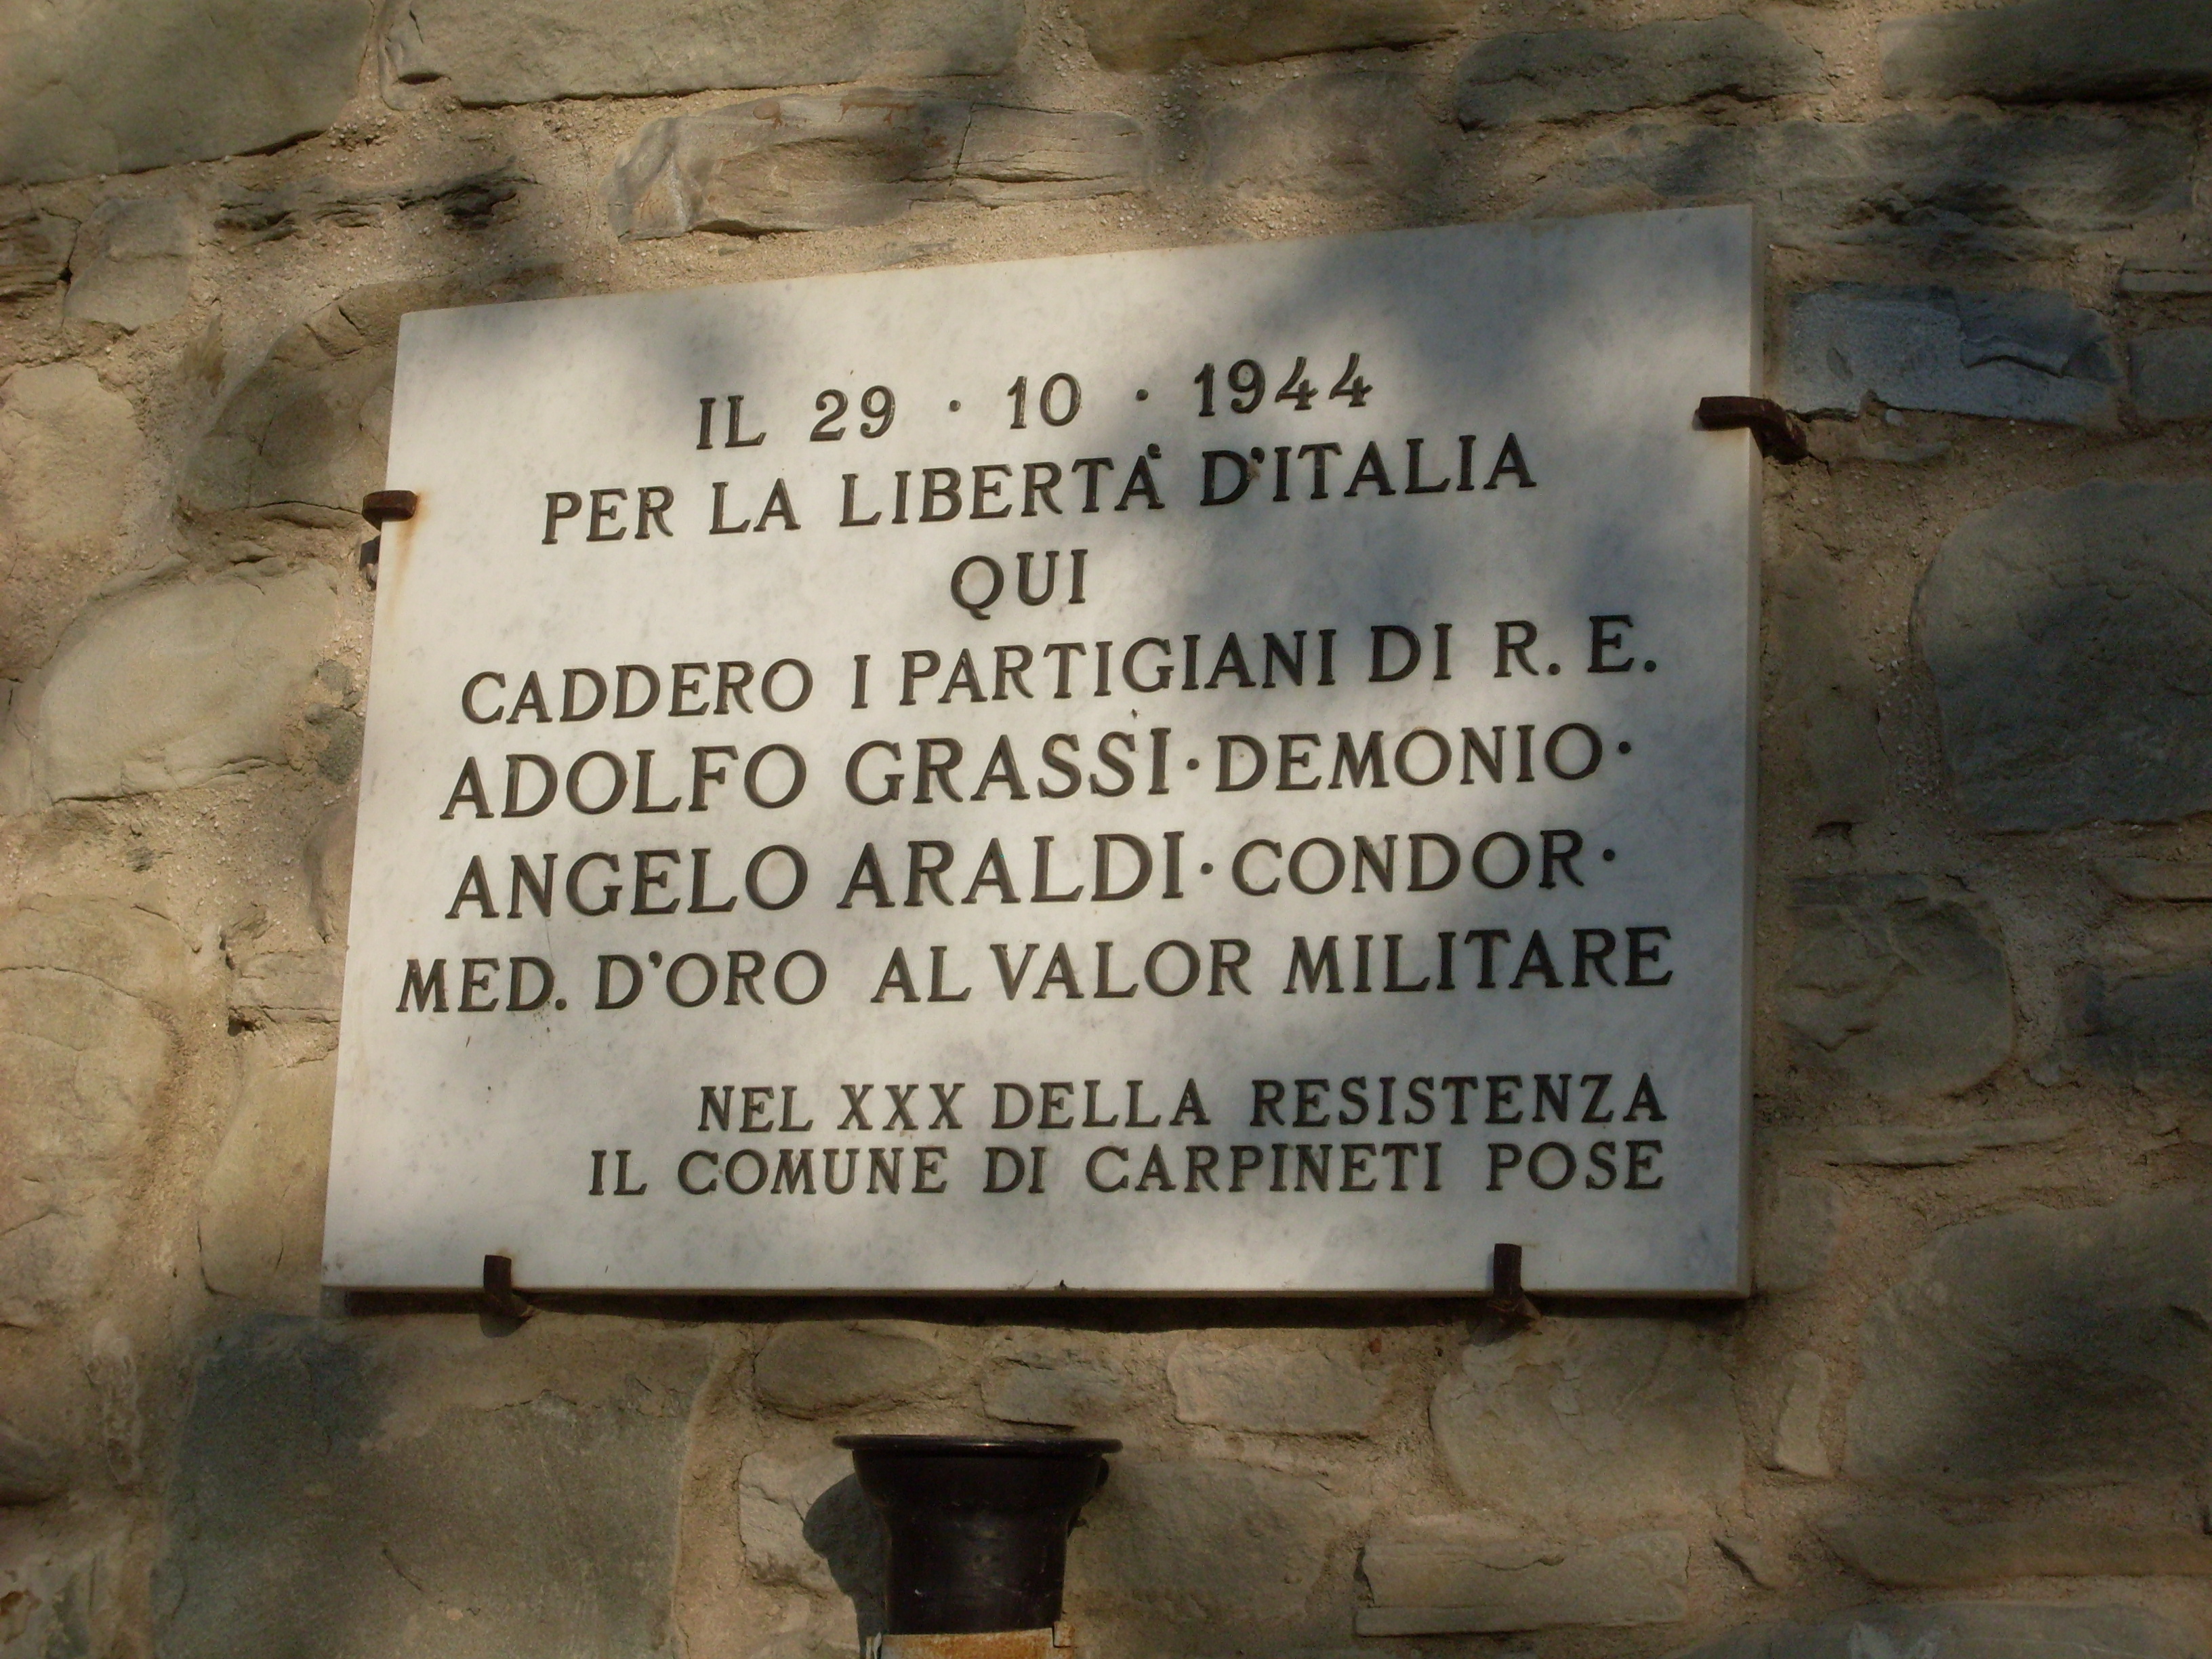 IL 29 · 10 · 1944
PER LA LIBERTÀ D'ITALIA
QUI
CADDERO I PARTIGIANI DI R. E.
ADOLFO GRASSI · DEMONIO ·
ANGELO ARALDI · CONDOR ·
MED. D'ORO AL VALOR MILITARE
NEL XXX DELLA RESISTENZA
IL COMUNE DI CARPINETI POSE